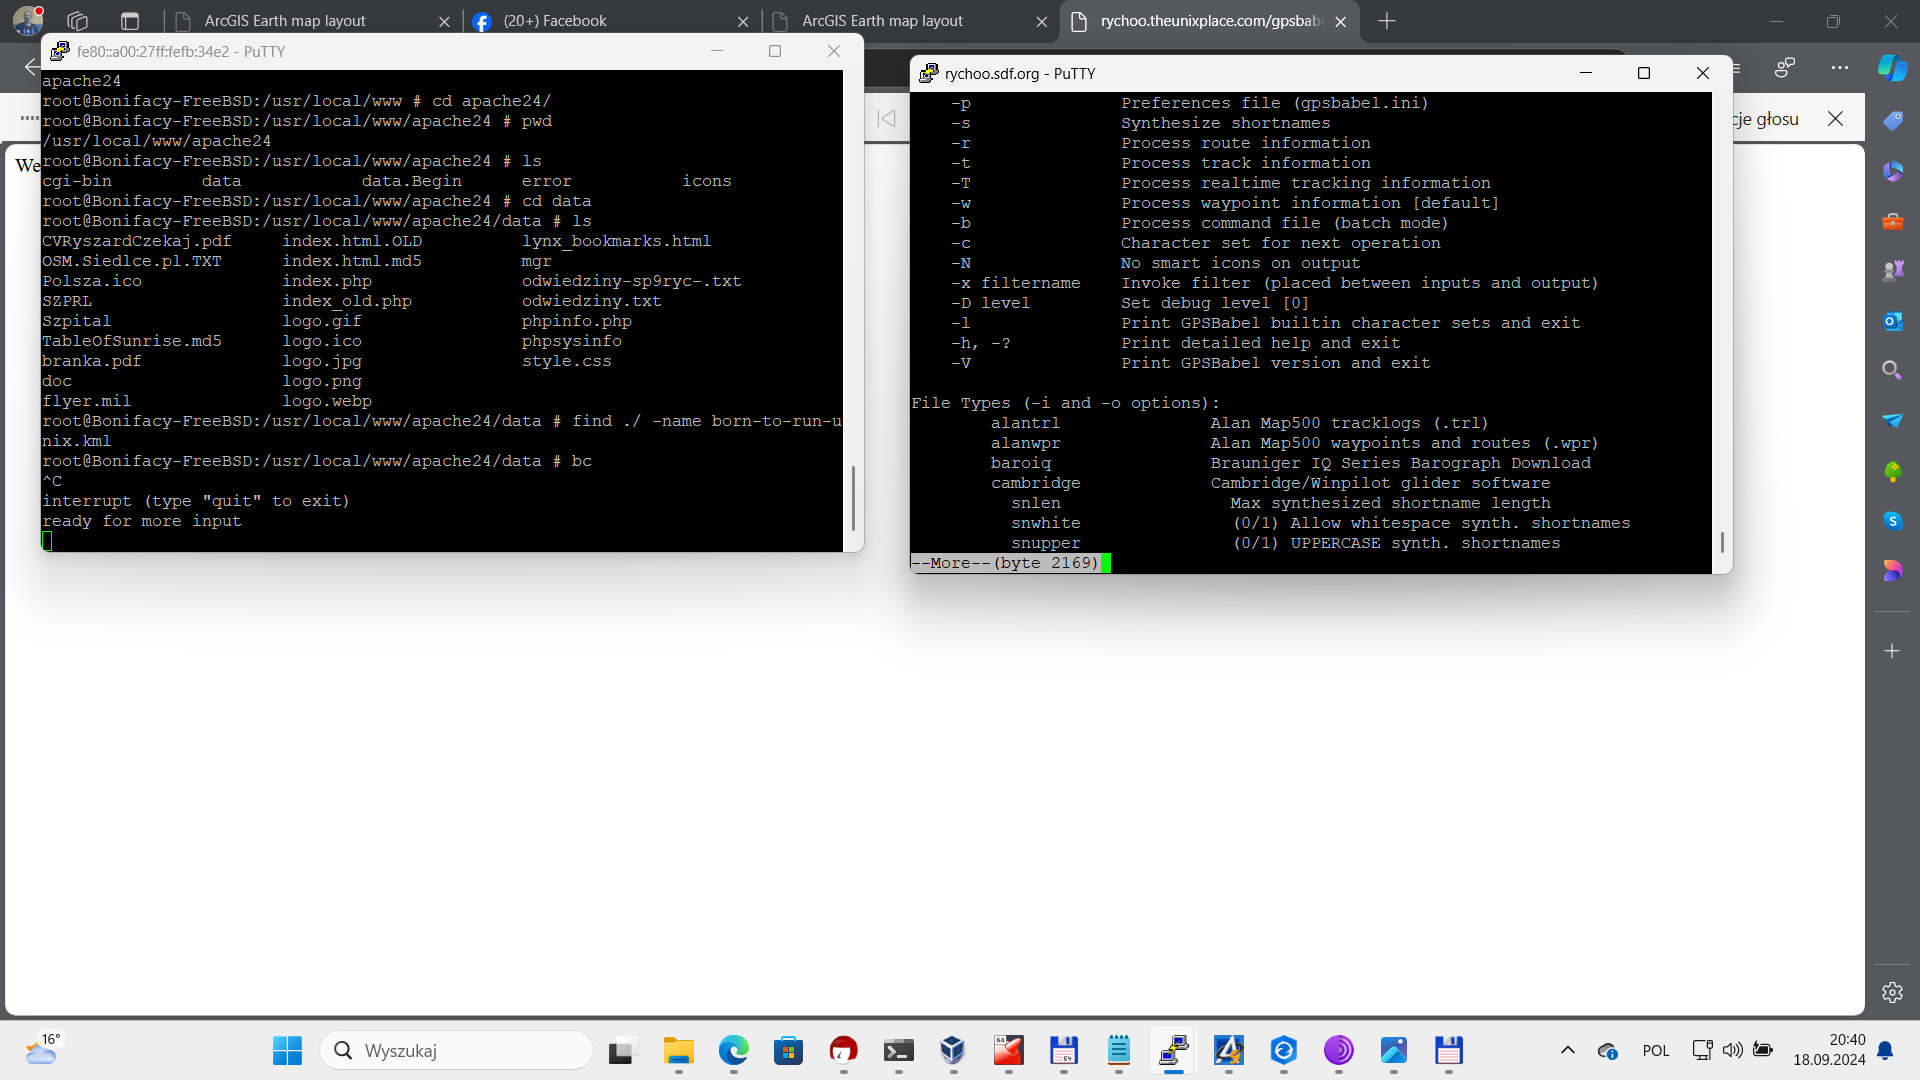 ArcGIS Earth map layout
(20+) Facebook
ArcGIS Earth map layout
rychoo.theunixplace.com/gpsbab
fe80::a00:27ff:fefb:34e2 - PuTTY
apache24
root@Bonifacy-FreeBSD:/usr/local/www # cd apache24/
root@Bonifacy-FreeBSD:/usr/local/www/apache24 # pwd
/usr/local/www/apache24
root@Bonifacy-FreeBSD:/usr/local/www/apache24 # ls
cgi-bin data data.Begin error icons
root@Bonifacy-FreeBSD:/usr/local/www/apache24 # cd data
root@Bonifacy-FreeBSD:/usr/local/www/apache24/data # ls
CVRyszardCzekaj.pdf index.html.OLD lynx_bookmarks.html
OSM.Siedlce.pl.TXT index.html.md5 mgr
Polsza.ico index.php odwiedziny-sp9ryc-.txt
SZPRL index_old.php odwiedziny.txt
Szpital logo.gif phpinfo.php
TableOfSunrise.md5 logo.ico phpsysinfo
branka.pdf logo.jpg style.css
doc logo.png
flyer.mil logo.webp
root@Bonifacy-FreeBSD:/usr/local/www/apache24/data # find ./ -name born-to-run-u
nix.kml
root@Bonifacy-FreeBSD:/usr/local/www/apache24/data # bc
^C
interrupt (type "quit" to exit)
ready for more input
rychoo.sdf.org - PuTTY
-p Preferences file (gpsbabel.ini)
-s Synthesize shortnames
-r Process route information
-t Process track information
-T Process realtime tracking information
-w Process waypoint information [default]
-b Process command file (batch mode)
-c Character set for next operation
-N No smart icons on output
-x filtername Invoke filter (placed between inputs and output)
-D level Set debug level [0]
-l Print GPSBabel builtin character sets and exit
-h, -? Print detailed help and exit
-V Print GPSBabel version and exit
File Types (-i and -o options):
alantrl Alan Map500 tracklogs (.trl)
alanwpr Alan Map500 waypoints and routes (.wpr)
baroiq Brauniger IQ Series Barograph Download
cambridge Cambridge/Winpilot glider software
snlen Max synthesized shortname length
snwhite (0/1) Allow whitespace synth. shortnames
snupper (0/1) UPPERCASE synth. shortnames
--More--(byte 2169)
cje głosu
We
16°
Wyszukaj
64
64
POL
20:40
18.09.2024